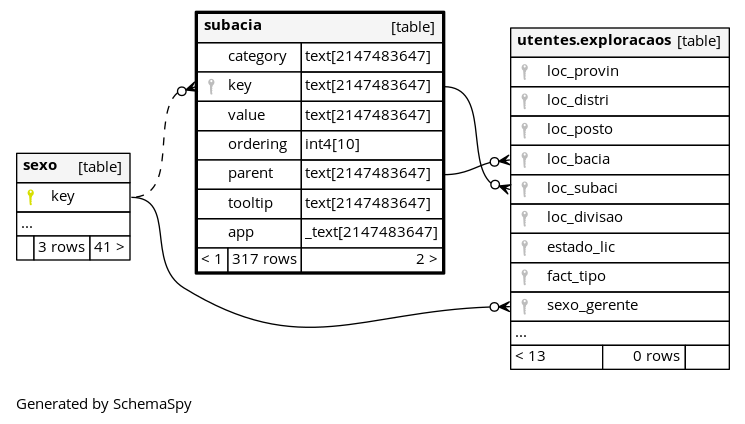 subacia [table]
category text[2147483647]
key text[2147483647]
value text[2147483647]
ordering int4[10]
parent text[2147483647]
tooltip text[2147483647]
app _text[2147483647]
< 1 317 rows 2 >
utentes.exploracaos [table]
loc_provin
loc_distri
loc_posto
loc_bacia
loc_subaci
loc_divisao
estado_lic
fact_tipo
sexo_gerente
...
< 13 0 rows
sexo [table]
key
...
3 rows 41 >
Generated by SchemaSpy